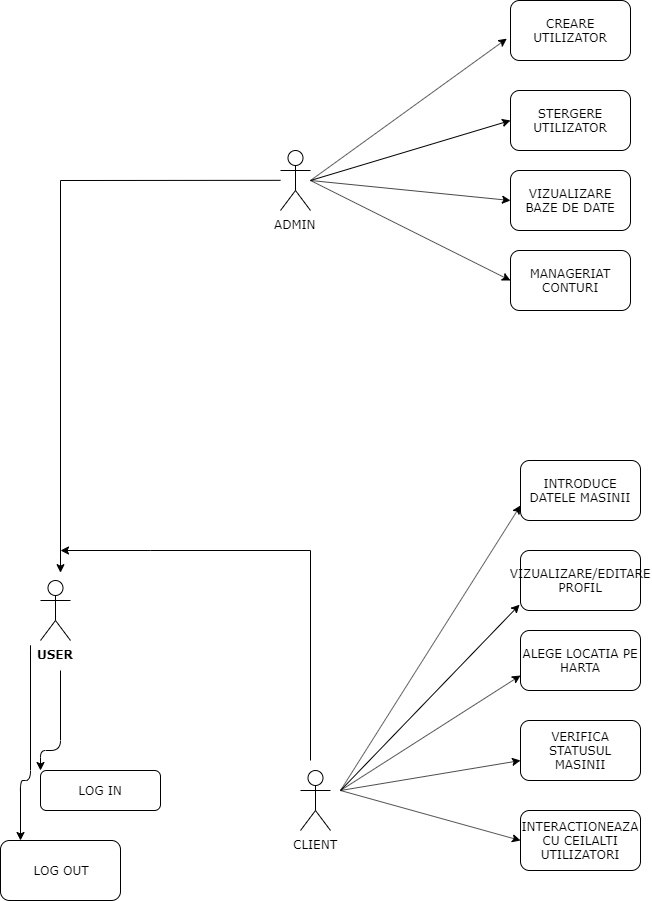 CREARE
UTILIZATOR
STERGERE
UTILIZATOR
VIZUALIZARE
BAZE DE DATE
MANAGERIAT
CONTURI
ADMIN
INTRODUCE
DATELE MASINII
VIZUALIZARE/EDITARE
PROFIL
ALEGE LOCATIA PE
HARTA
VERIFICA
STATUSUL
MASINII
INTERACTIONEAZA
CU CEILALTI
UTILIZATORI
USER
CLIENT
LOG IN
LOG OUT